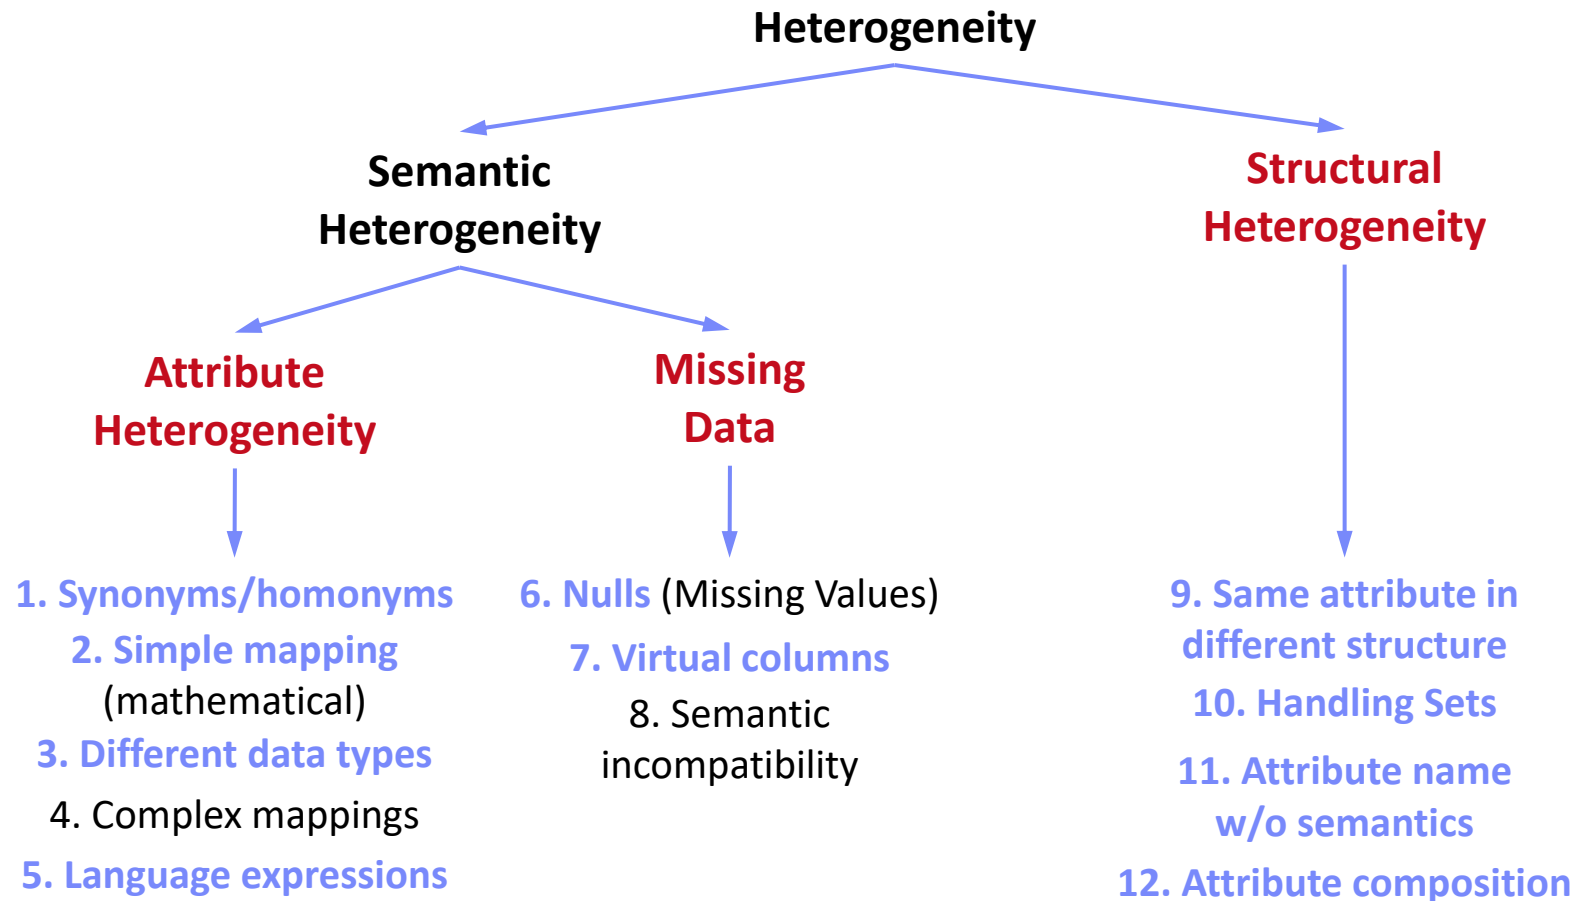 Heterogeneity
Semantic
Heterogeneity
Structural
Heterogeneity
Attribute
Heterogeneity
Missing
Data
1. Synonyms/homonyms
2. Simple mapping
(mathematical)
3. Different data types
4. Complex mappings
5. Language expressions
6. Nulls (Missing Values)
7. Virtual columns
8. Semantic
incompatibility
9. Same attribute in
different structure
10. Handling Sets
11. Attribute name
w/o semantics
12. Attribute composition